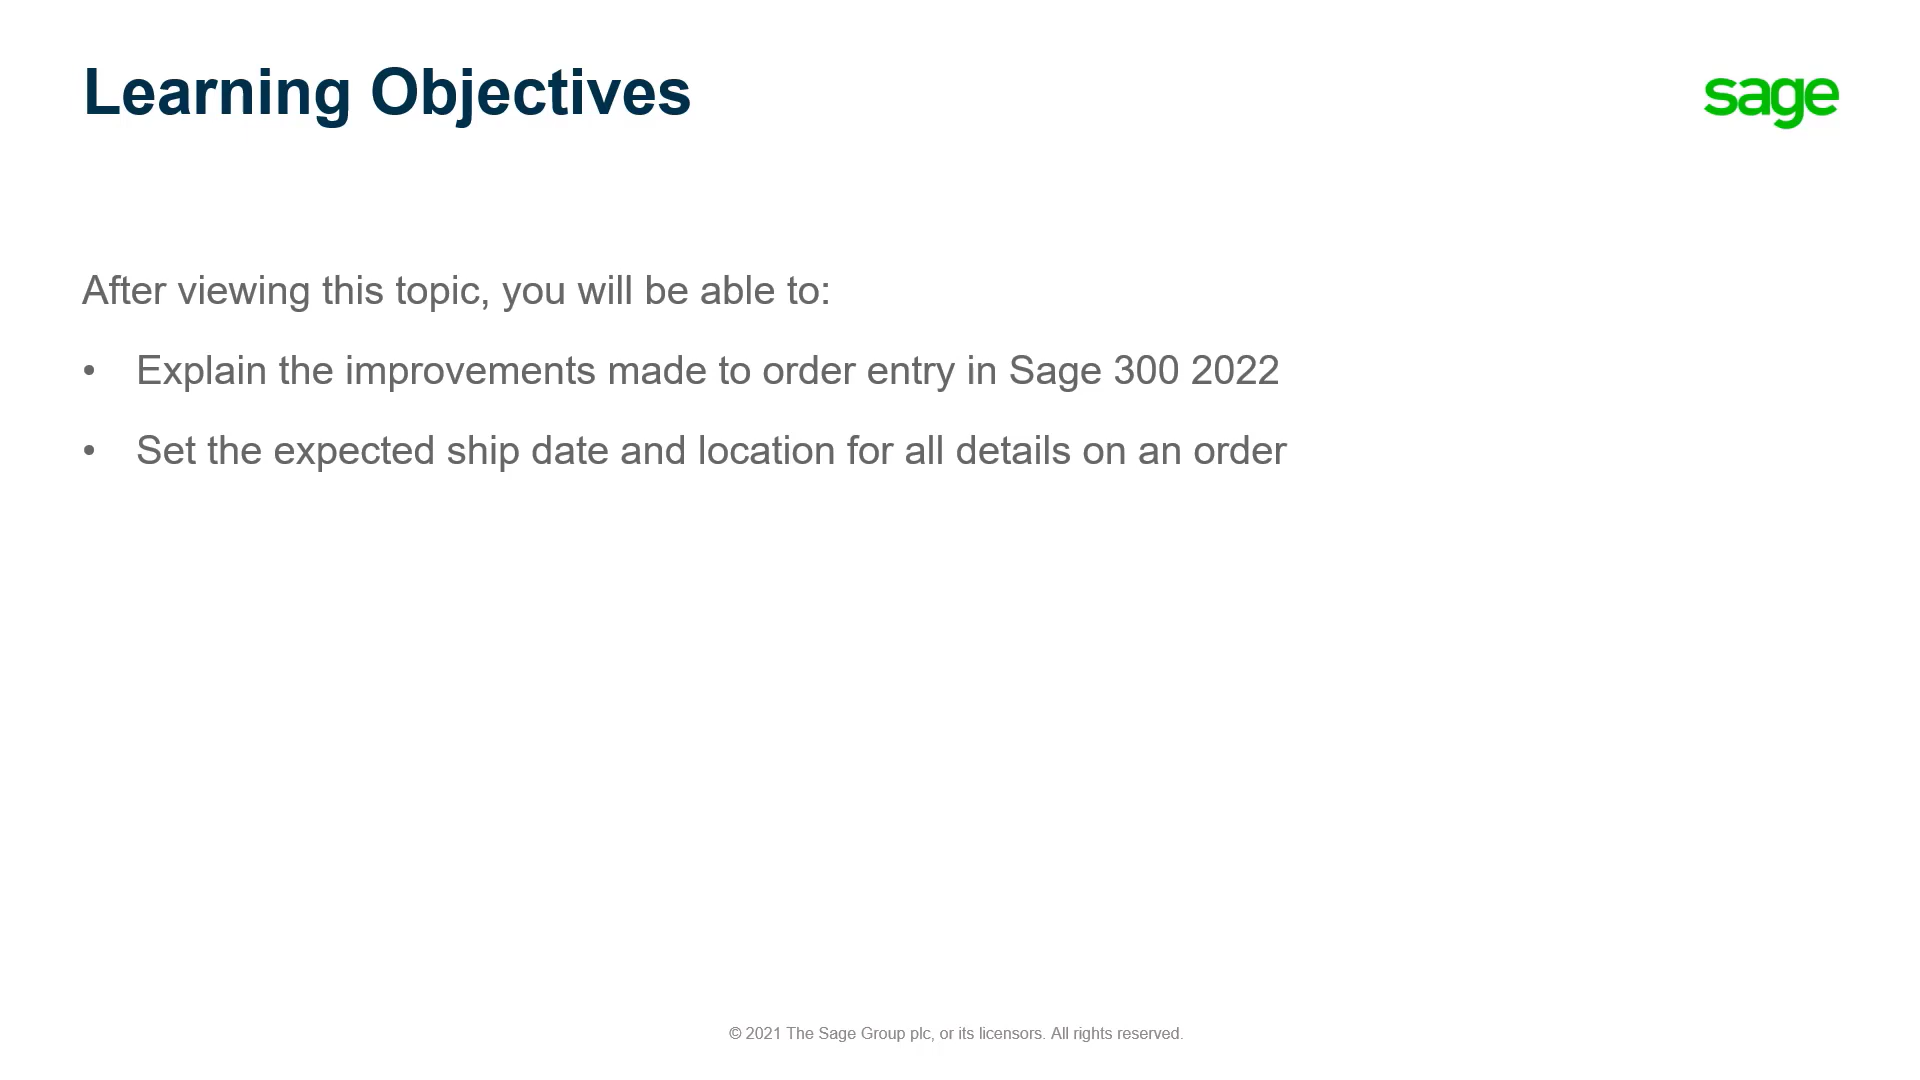 Learning Objectives
sage
After viewing this topic, you will be able to:
• Explain the improvements made to order entry in Sage 300 2022
• Set the expected ship date and location for all details on an order
© 2021 The Sage Group plc, or its licensors. All rights reserved.